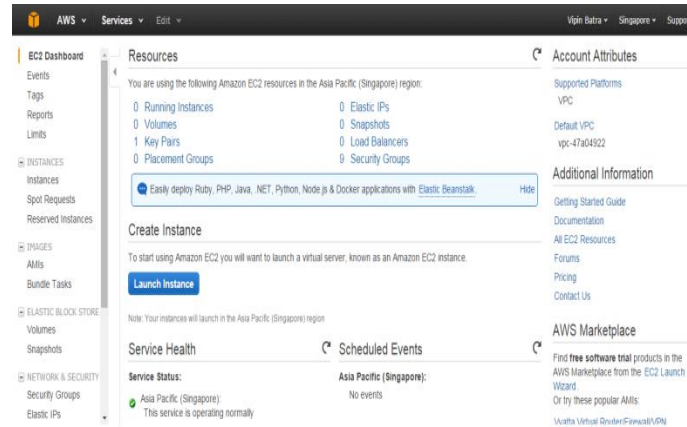 AWS Services Edit Vipin Batra Singapore Suppo
EC2 Dashboard
Events
Tags
Reports
Limits
INSTANCES
Instances
Spot Requests
Reserved Instances
IMAGES
AMIs
Bundle Tasks
ELASTIC BLOCK STORE
Volumes
Snapshots
NETWORK & SECURITY
Security Groups
Elastic IPs
Resources
You are using the following Amazon EC2 resources in the Asia Pacific (Singapore) region:
0 Running Instances 0 Elastic IPs
0 Volumes 0 Snapshots
1 Key Pairs 0 Load Balancers
0 Placement Groups 9 Security Groups
Easily deploy Ruby, PHP, Java, .NET, Python, Node.js & Docker applications with Elastic Beanstalk. Hide
Create Instance
To start using Amazon EC2 you will want to launch a virtual server, known as an Amazon EC2 instance.
Launch Instance
Note: Your instances will launch in the Asia Pacific (Singapore) region
Service Health
Service Status:
Asia Pacific (Singapore):
This service is operating normally
Scheduled Events
Asia Pacific (Singapore):
No events
Account Attributes
Supported Platforms
VPC
Default VPC
vpc-47a04922
Additional Information
Getting Started Guide
Documentation
All EC2 Resources
Forums
Pricing
Contact Us
AWS Marketplace
Find free software trial products in the
AWS Marketplace from the EC2 Launch
Wizard.
Or try these popular AMIs:
Vyatta Virtual Router/Firewall/VPN